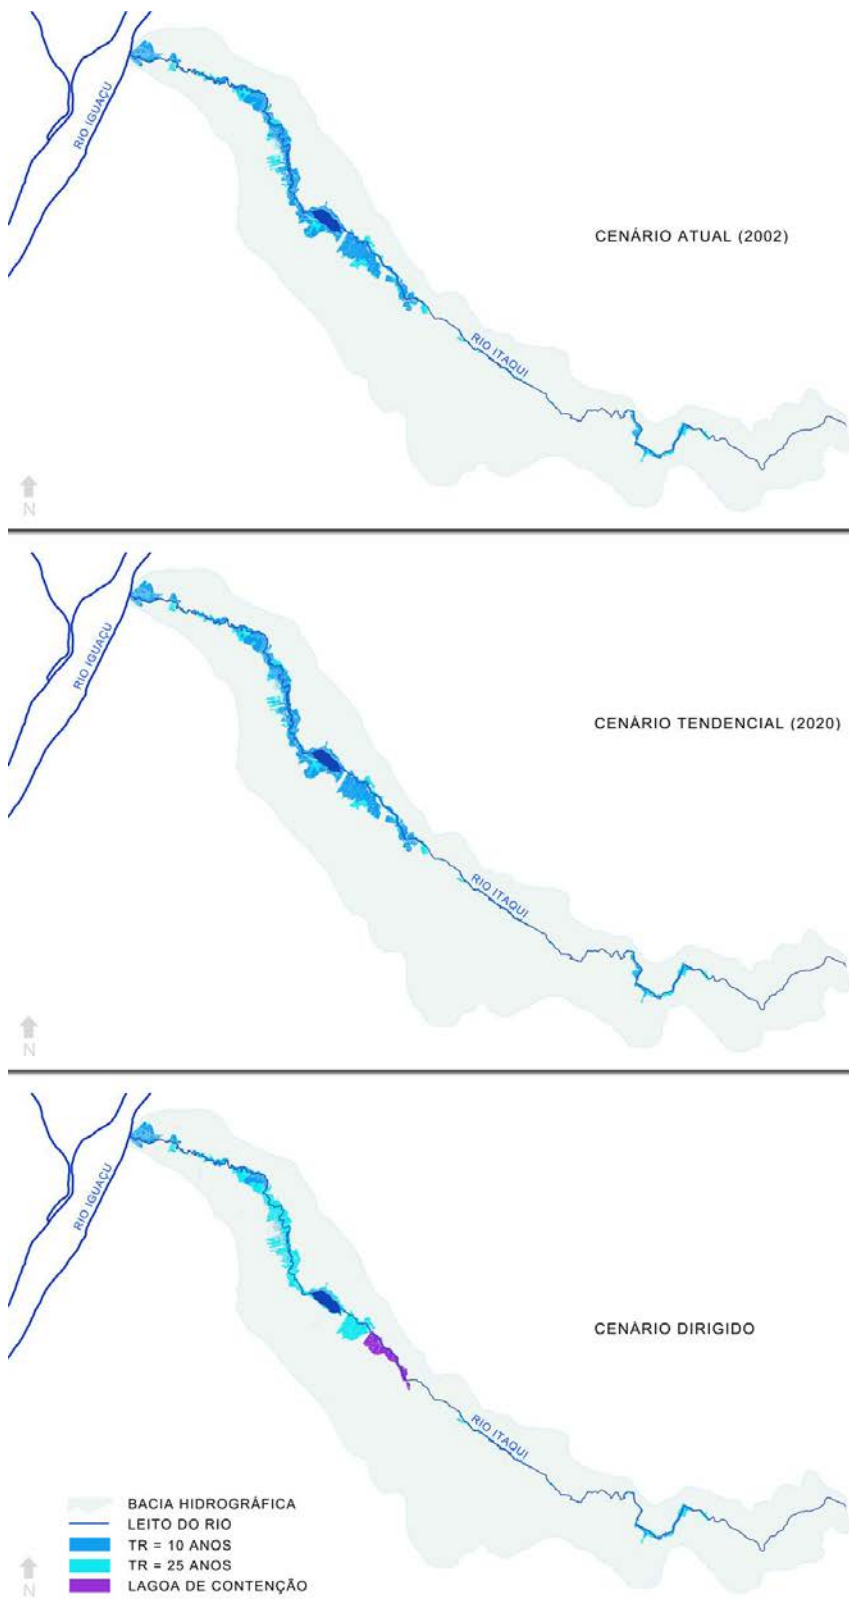 RIO IGUAÇU
CENÁRIO ATUAL (2002)
RIO ITAQUI
N
RIO IGUAÇU
CENÁRIO TENDENCIAL (2020)
RIO ITAQUI
N
RIO IGUAÇU
CENÁRIO DIRIGIDO
RIO ITAQUI
BACIA HIDROGRÁFICA
LEITO DO RIO
TR = 10 ANOS
TR = 25 ANOS
LAGOA DE CONTENÇÃO
N